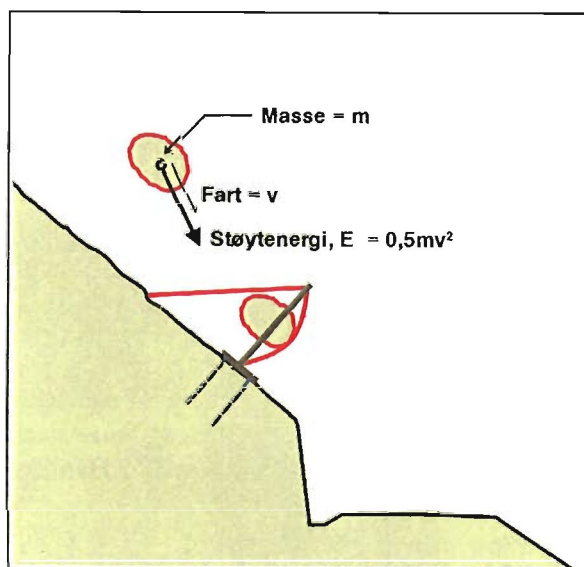 Masse = m
Fart = v
Støytenergi, E = 0,5mv²